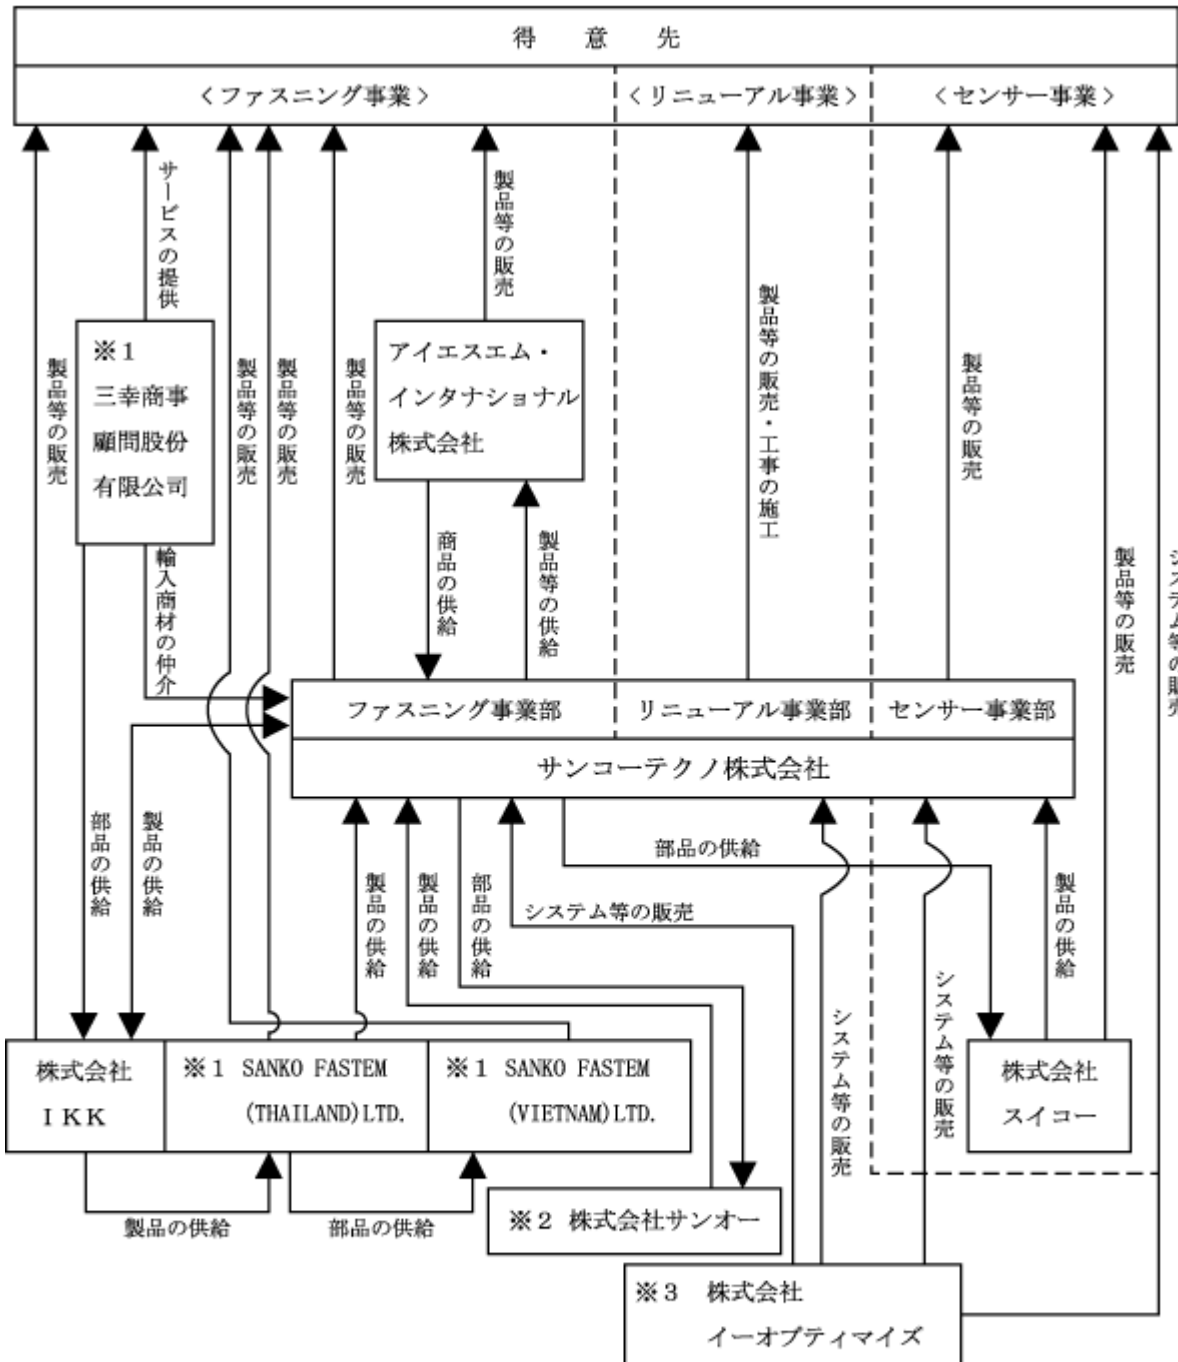 得　意　先
＜ファスニング事業＞
＜リニューアル事業＞
＜センサー事業＞
サービスの提供
製品等の販売
※１
三幸商事
顧問股份
有限公司
アイエスエム・
インタナショナル
株式会社
製品等の販売
製品等の販売
製品等の販売
製品等の販売
製品等の販売・工事の施工
製品等の販売
輸入商材の仲介
商品の供給
製品等の供給
製品等の販売
システム等の販売
ファスニング事業部
リニューアル事業部
センサー事業部
サンコーテクノ株式会社
部品の供給
製品の供給
製品の供給
製品の供給
部品の供給
システム等の販売
部品の供給
製品の供給
システム等の販売
システム等の販売
株式会社
ＩＫＫ
※１ SANKO FASTEM
(THAILAND)LTD.
※１ SANKO FASTEM
(VIETNAM)LTD.
株式会社
スイコー
製品の供給
部品の供給
※２ 株式会社サンオー
※３ 株式会社
イーオプティマイズ